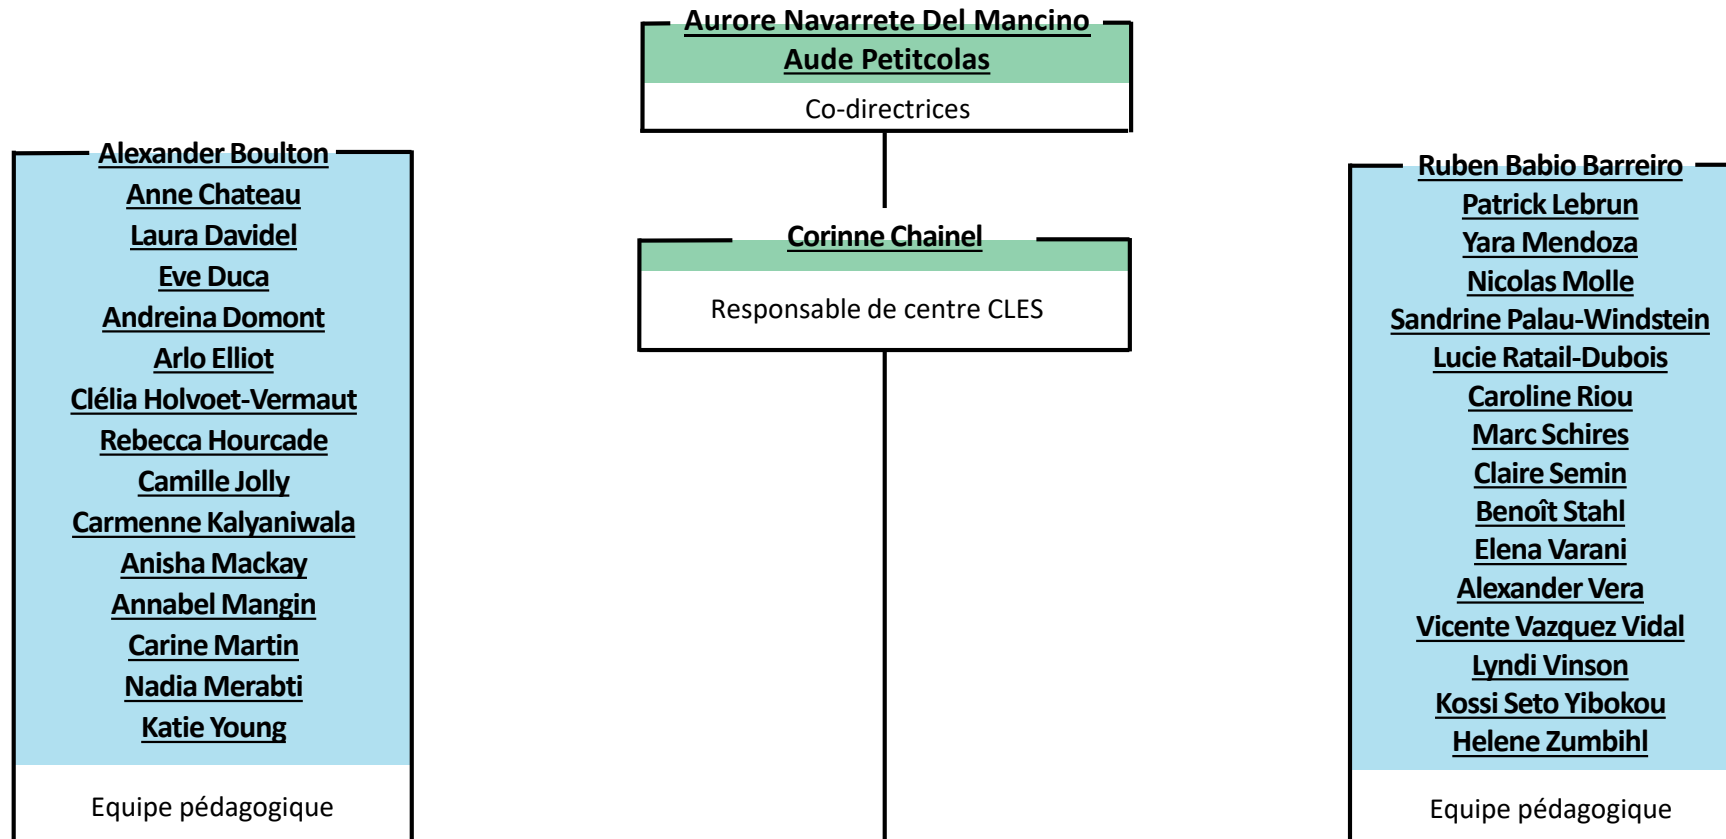 Aurore Navarrete Del Mancino
Aude Petitcolas
Co-directrices
Alexander Boulton
Anne Chateau
Laura Davidel
Eve Duca
Andreina Domont
Arlo Elliot
Clélia Holvoet-Vermaut
Rebecca Hourcade
Camille Jolly
Carmenne Kalyaniwala
Anisha Mackay
Annabel Mangin
Carine Martin
Nadia Merabti
Katie Young
Equipe pédagogique
Corinne Chainel
Responsable de centre CLES
Ruben Babio Barreiro
Patrick Lebrun
Yara Mendoza
Nicolas Molle
Sandrine Palau-Windstein
Lucie Ratail-Dubois
Caroline Riou
Marc Schires
Claire Semin
Benoît Stahl
Elena Varani
Alexander Vera
Vicente Vazquez Vidal
Lyndi Vinson
Kossi Seto Yibokou
Helene Zumbihl
Equipe pédagogique